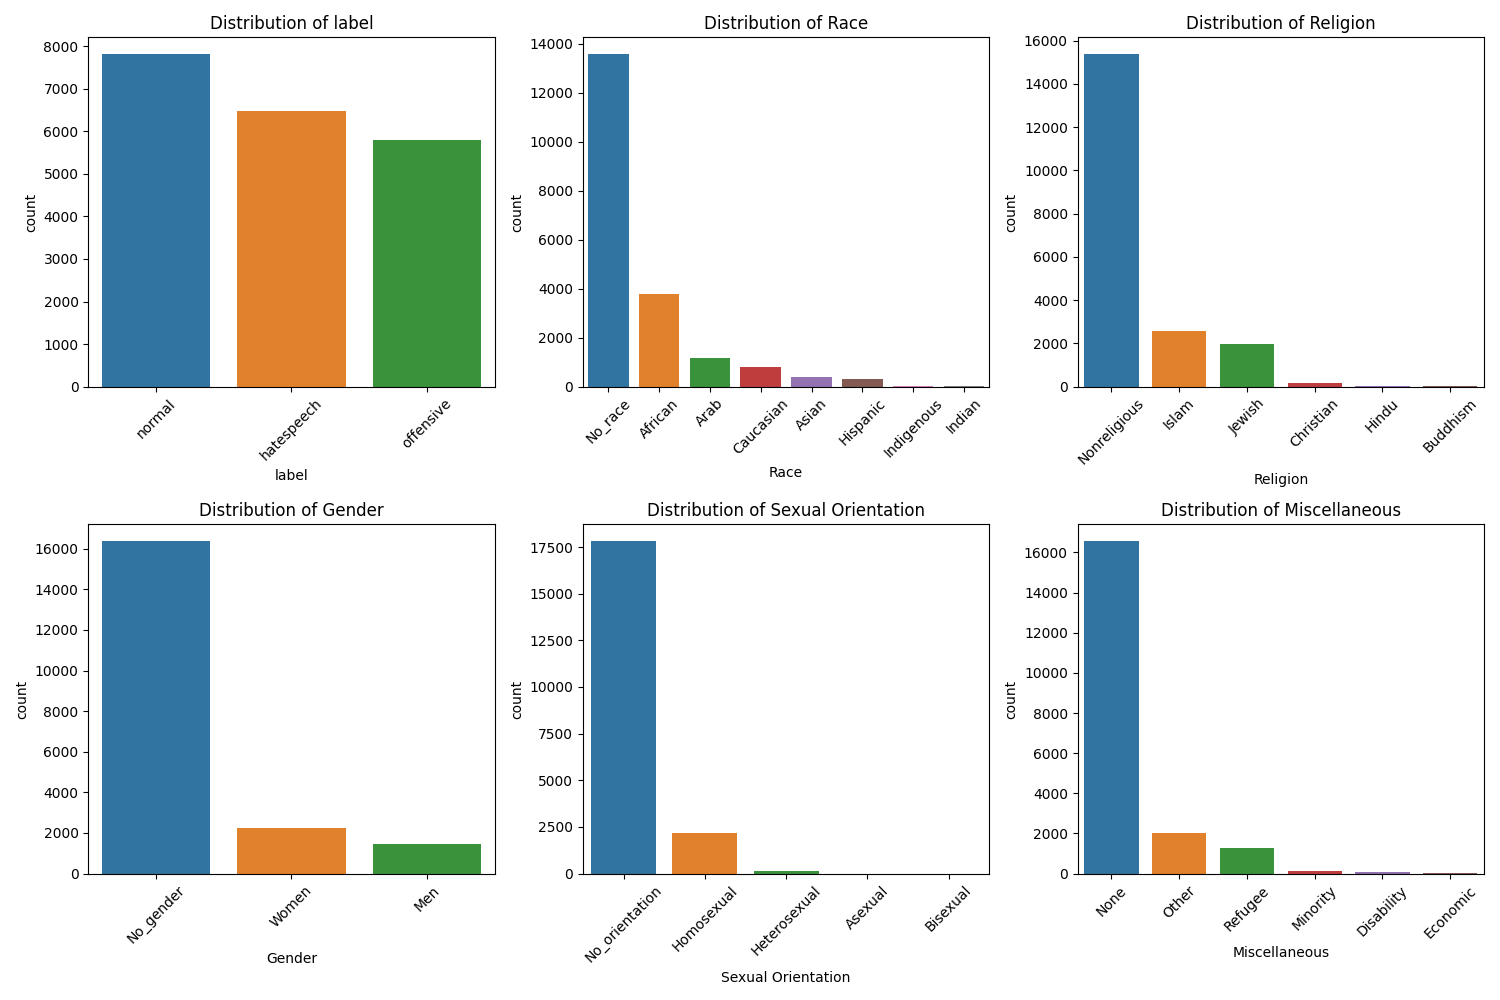 Distribution of label
8000
7000
6000
5000
4000
3000
2000
1000
0
count
normal
hatespeech
offensive
label
Distribution of Race
14000
12000
10000
8000
6000
4000
2000
0
count
No_race
African
Arab
Caucasian
Asian
Hispanic
Indigenous
Indian
Race
Distribution of Religion
16000
14000
12000
10000
8000
6000
4000
2000
0
count
Nonreligious
Islam
Jewish
Christian
Hindu
Buddhism
Religion
Distribution of Gender
16000
14000
12000
10000
8000
6000
4000
2000
0
count
No_gender
Women
Men
Gender
Distribution of Sexual Orientation
17500
15000
12500
10000
7500
5000
2500
0
count
No_orientation
Homosexual
Heterosexual
Asexual
Bisexual
Sexual Orientation
Distribution of Miscellaneous
16000
14000
12000
10000
8000
6000
4000
2000
0
count
None
Other
Refugee
Minority
Disability
Economic
Miscellaneous